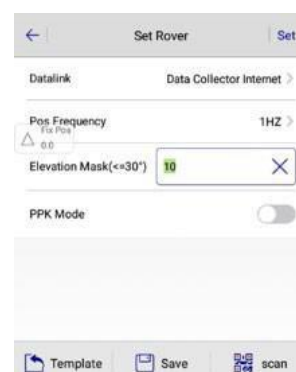 Set Rover
Set
Datalink
Data Collector Internet >
Pos Frequency
1HZ >
Fix Pos
0.0
Elevation Mask(<=30°)
10
PPK Mode
Template
Save
scan